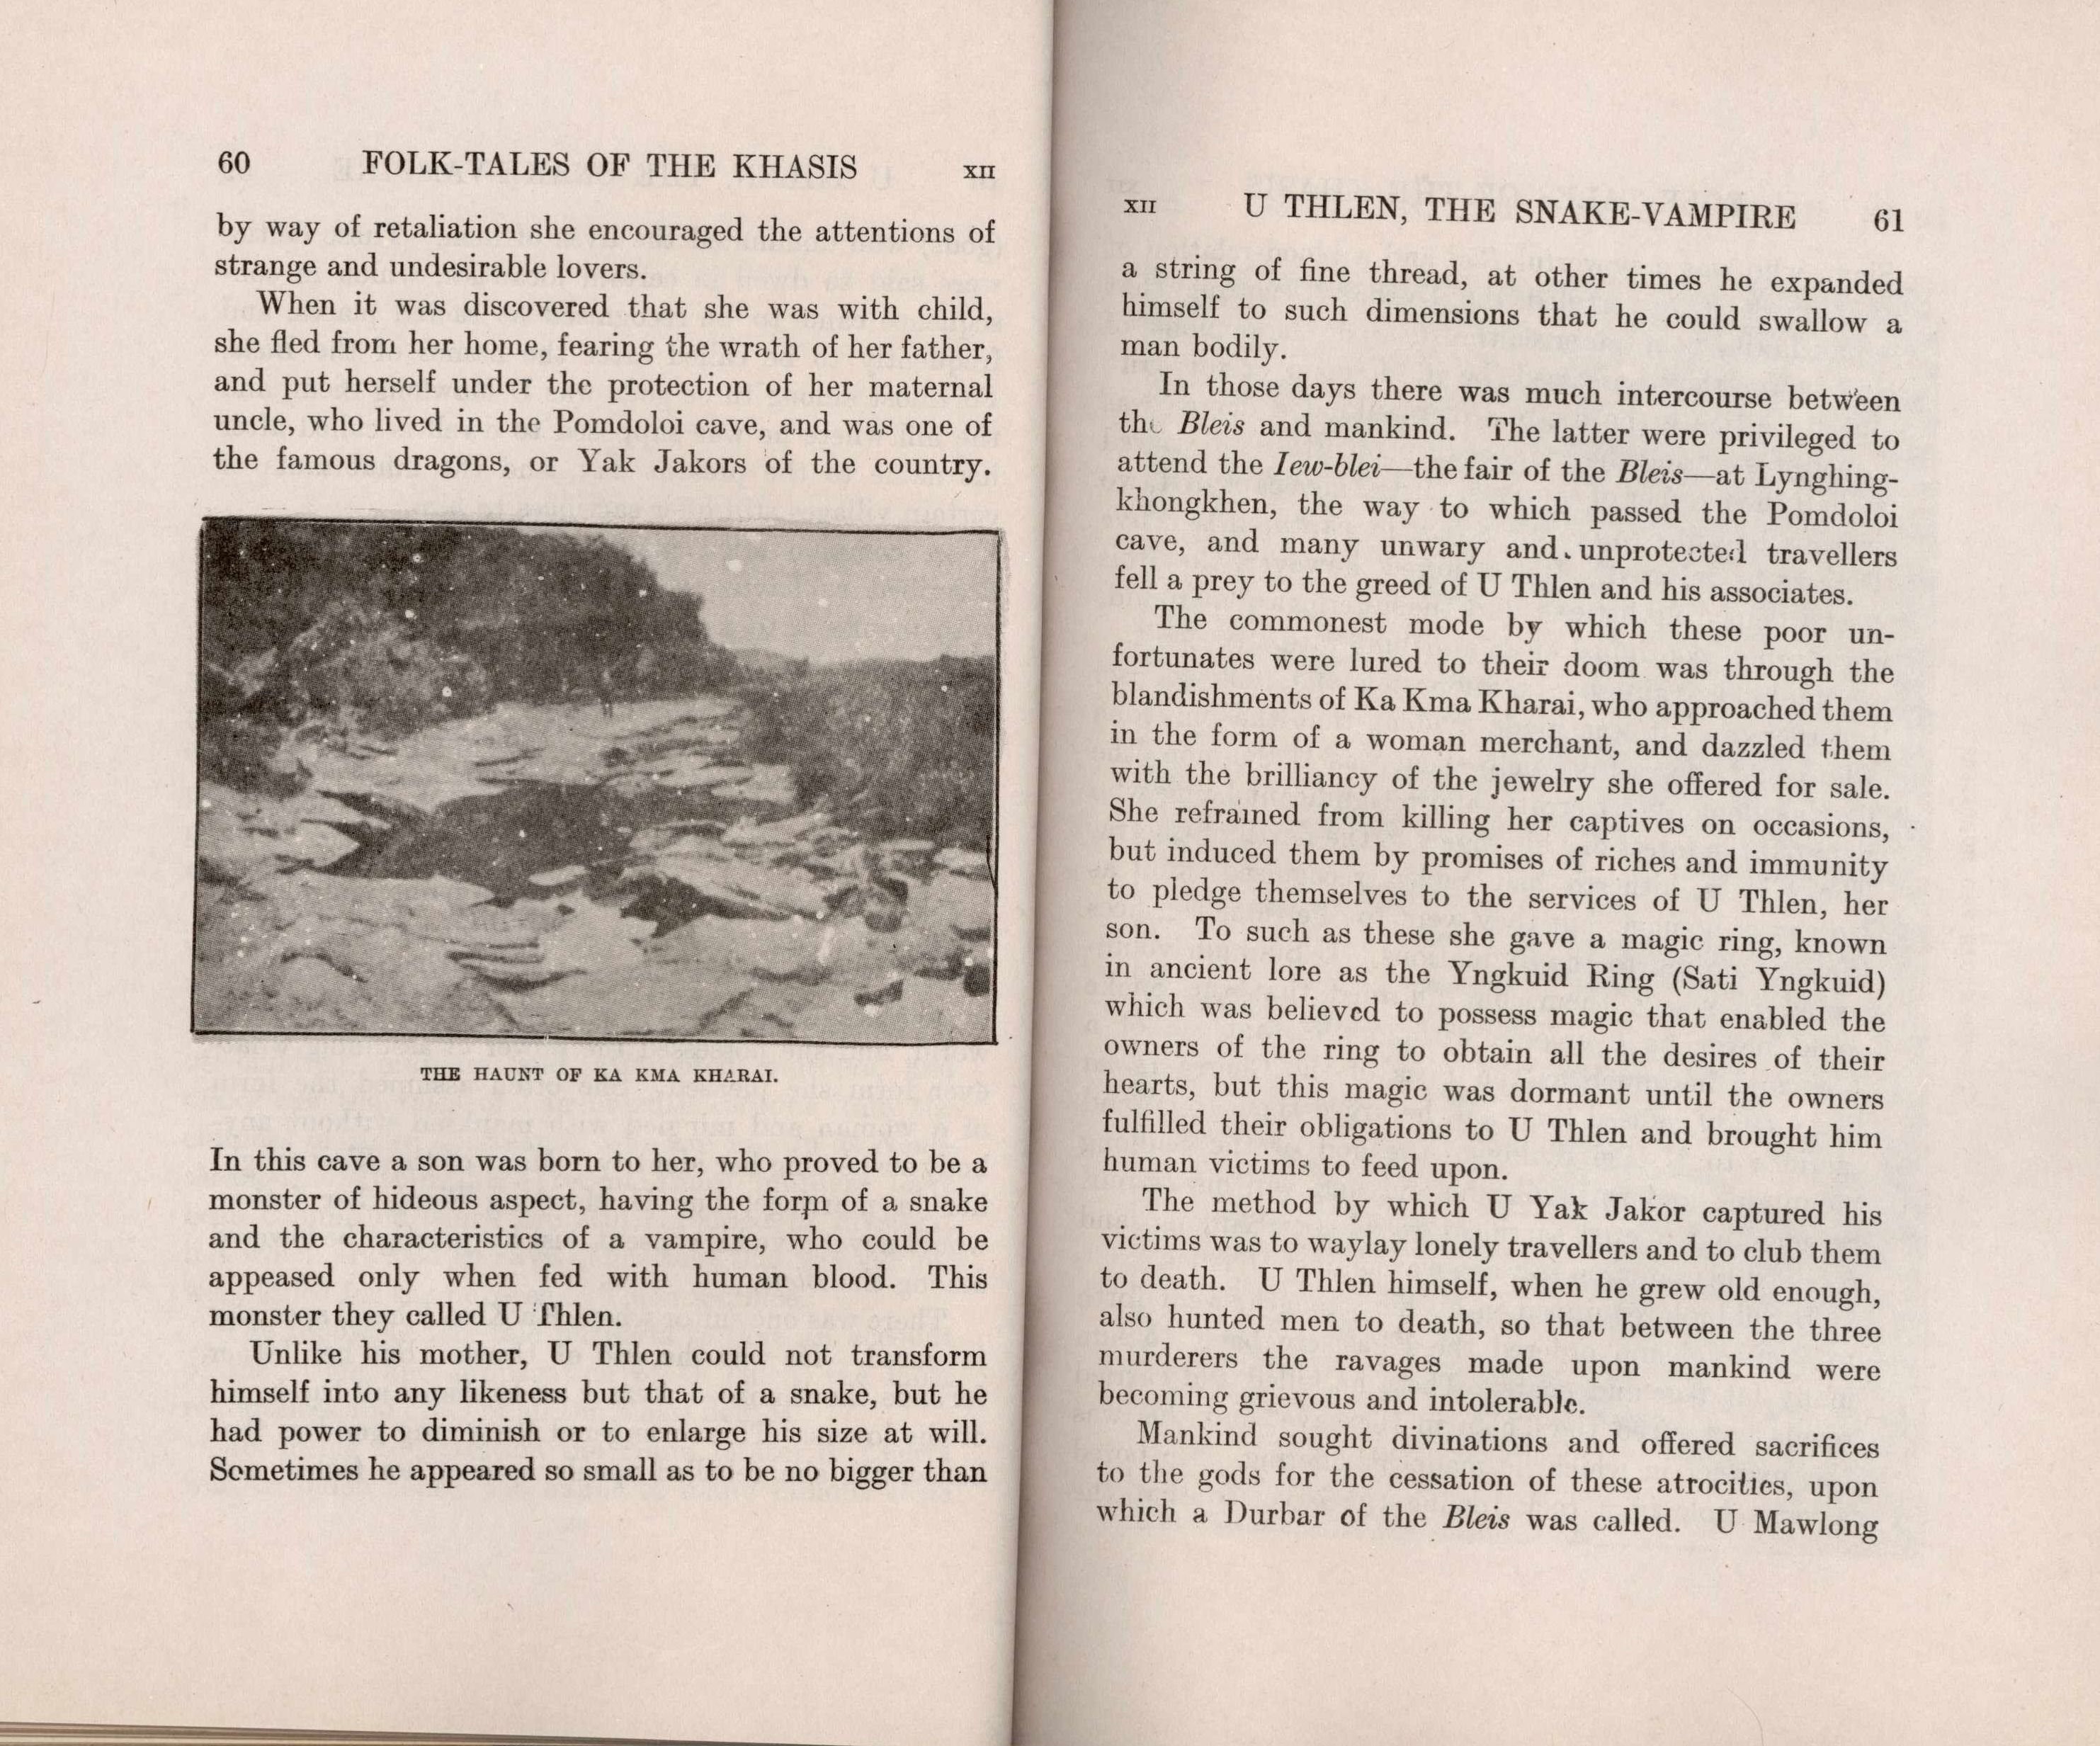 60 FOLK-TALES OF THE KHASIS XII
by way of retaliation she encouraged the attentions of
strange and undesirable lovers.
When it was discovered that she was with child,
she fled from her home, fearing the wrath of her father,
and put herself under the protection of her maternal
uncle, who lived in the Pomdoloi cave, and was one of
the famous dragons, or Yak Jakors of the country.
THE HAUNT OF KA KMA KHARAI.
In this cave a son was born to her, who proved to be a
monster of hideous aspect, having the form of a snake
and the characteristics of a vampire, who could be
appeased only when fed with human blood. This
monster they called U Thlen.
Unlike his mother, U Thlen could not transform
himself into any likeness but that of a snake, but he
had power to diminish or to enlarge his size at will.
Sometimes he appeared so small as to be no bigger than
XII U THLEN, THE SNAKE-VAMPIRE 61
a string of fine thread, at other times he expanded
himself to such dimensions that he could swallow a
man bodily.
In those days there was much intercourse between
the Bleis and mankind. The latter were privileged to
attend the Iew-blei—the fair of the Bleis—at Lynghing-
khongkhen, the way to which passed the Pomdoloi
cave, and many unwary and unprotected travellers
fell a prey to the greed of U Thlen and his associates.
The commonest mode by which these poor un-
fortunates were lured to their doom was through the
blandishments of Ka Kma Kharai, who approached them
in the form of a woman merchant, and dazzled them
with the brilliancy of the jewelry she offered for sale.
She refrained from killing her captives on occasions,
but induced them by promises of riches and immunity
to pledge themselves to the services of U Thlen, her
son. To such as these she gave a magic ring, known
in ancient lore as the Yngkuid Ring (Sati Yngkuid)
which was believed to possess magic that enabled the
owners of the ring to obtain all the desires of their
hearts, but this magic was dormant until the owners
fulfilled their obligations to U Thlen and brought him
human victims to feed upon.
The method by which U Yak Jakor captured his
victims was to waylay lonely travellers and to club them
to death. U Thlen himself, when he grew old enough,
also hunted men to death, so that between the three
murderers the ravages made upon mankind were
becoming grievous and intolerable.
Mankind sought divinations and offered sacrifices
to the gods for the cessation of these atrocities, upon
which a Durbar of the Bleis was called. U Mawlong